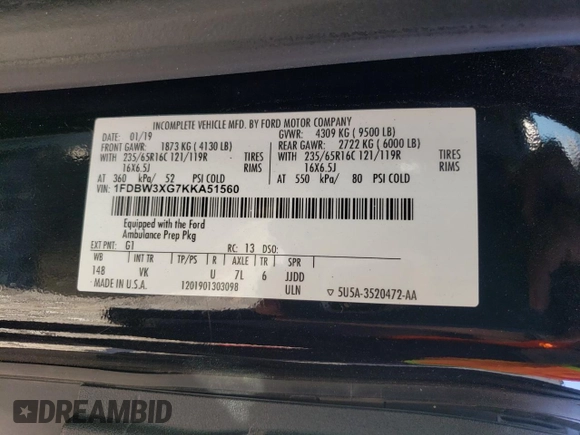 INCOMPLETE VEHICLE MFD. BY FORD MOTOR COMPANY
DATE: 01/19 GVWR: 4309 KG ( 9500 LB)
FRONT GAWR: 1873 KG ( 4130 LB) REAR GAWR: 2722 KG ( 6000 LB)
WITH 235/65R16C 121/119R TIRES WITH 235/65R16C 121/119R TIRES
16X6.5J RIMS 16X6.5J RIMS
AT 360 kPa/ 52 PSI COLD AT 550 kPa/ 80 PSI COLD
VIN: 1FDBW3XG7KKA51560
Equipped with the Ford
Ambulance Prep Pkg
EXT PNT: G1 RC: 13 DSO:
WB INT TR TP/PS R AXLE TR SPR
148 VK U 7L 6 JJDD
MADE IN U.S.A. 1201901303098 ULN ▽ 5U5A-3520472-AA
DREAMBID